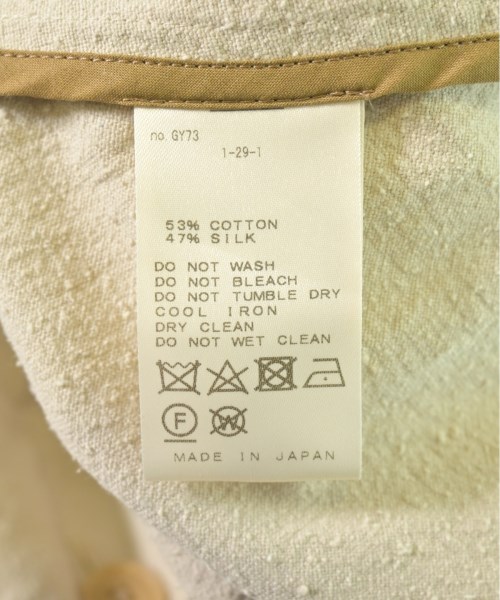 no. GY73
1-29-1
53% COTTON
47% SILK
DO NOT WASH
DO NOT BLEACH
DO NOT TUMBLE DRY
COOL IRON
DRY CLEAN
DO NOT WET CLEAN
F W
MADE IN JAPAN